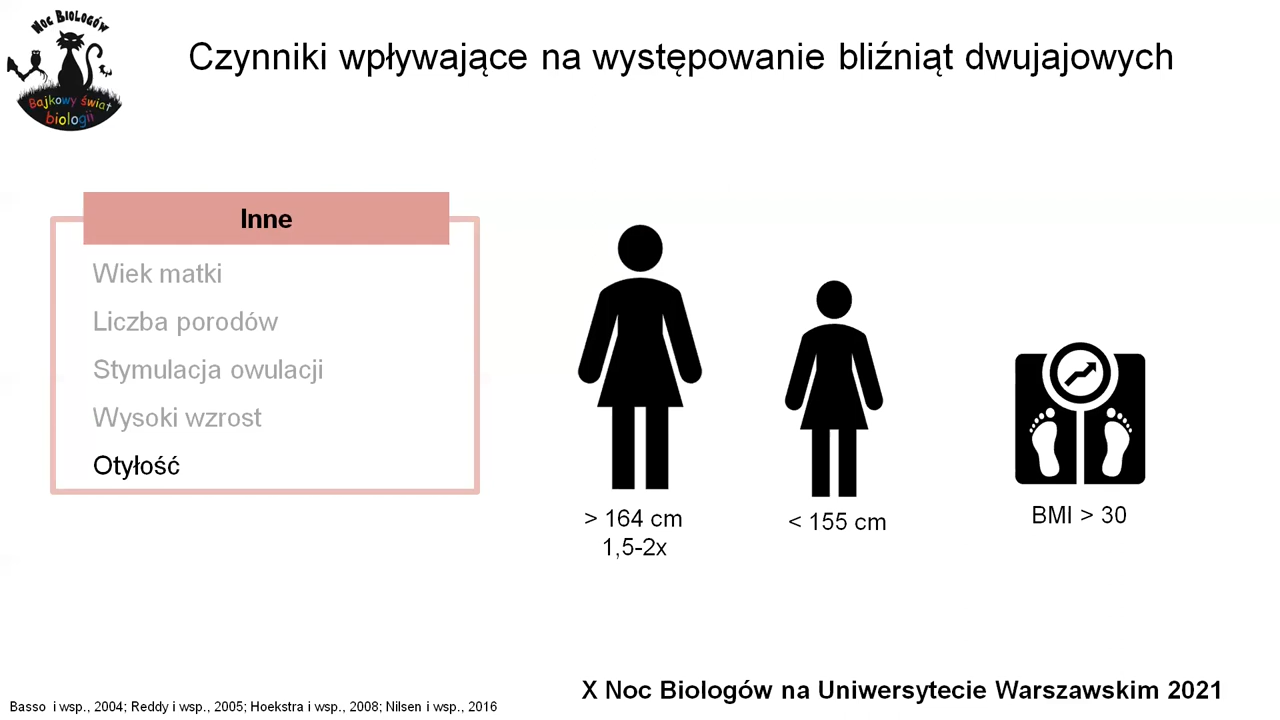 Noc Biologów
Bajkowy świat
biologii
Czynniki wpływające na występowanie bliźniąt dwujajowych
Inne
Wiek matki
Liczba porodów
Stymulacja owulacji
Wysoki wzrost
Otyłość
> 164 cm
1,5-2x
< 155 cm
BMI > 30
X Noc Biologów na Uniwersytecie Warszawskim 2021
Basso i wsp., 2004; Reddy i wsp., 2005; Hoekstra i wsp., 2008; Nilsen i wsp., 2016